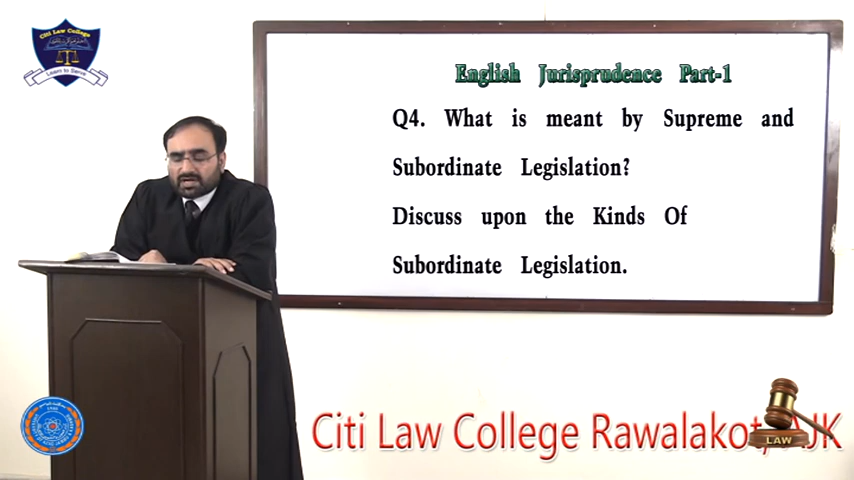 Citi Law College
Learn to Serve
English Jurisprudence Part-1
Q4. What is meant by Supreme and
Subordinate Legislation?
Discuss upon the Kinds Of
Subordinate Legislation.
Citi Law College Rawalakot, AJK
LAW